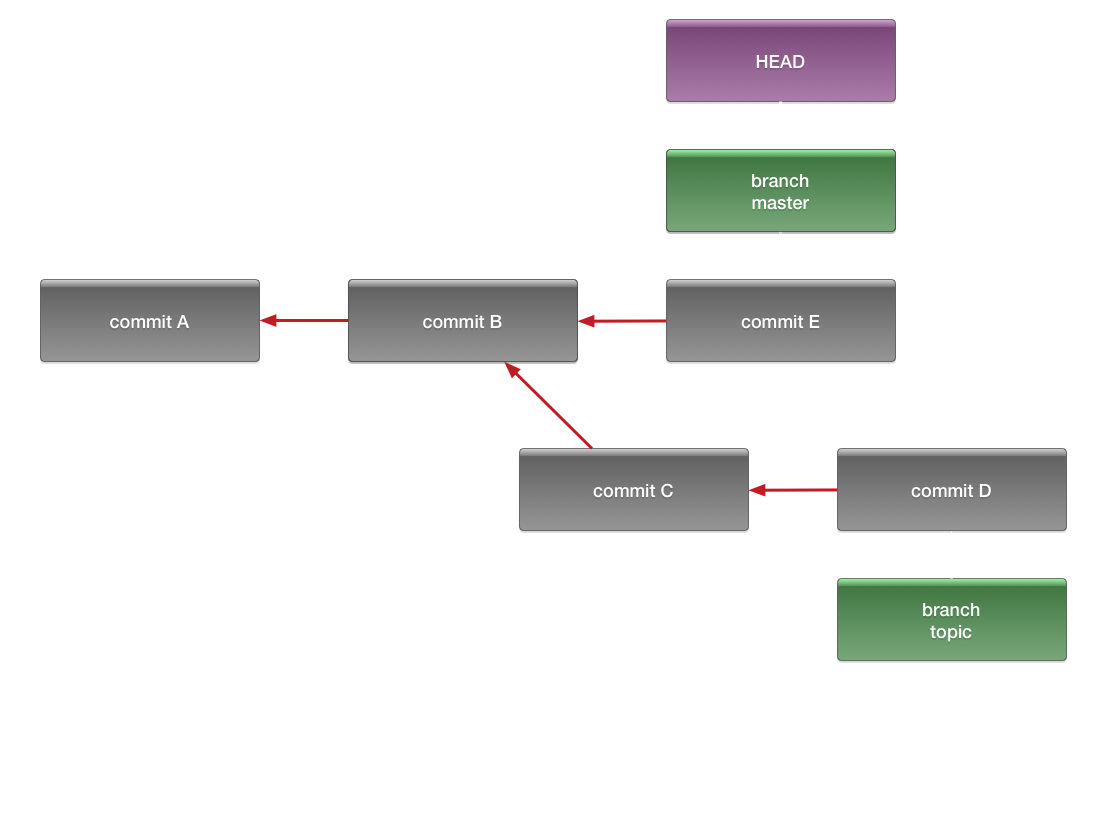 HEAD
branch
master
commit A
commit B
commit E
commit C
commit D
branch
topic